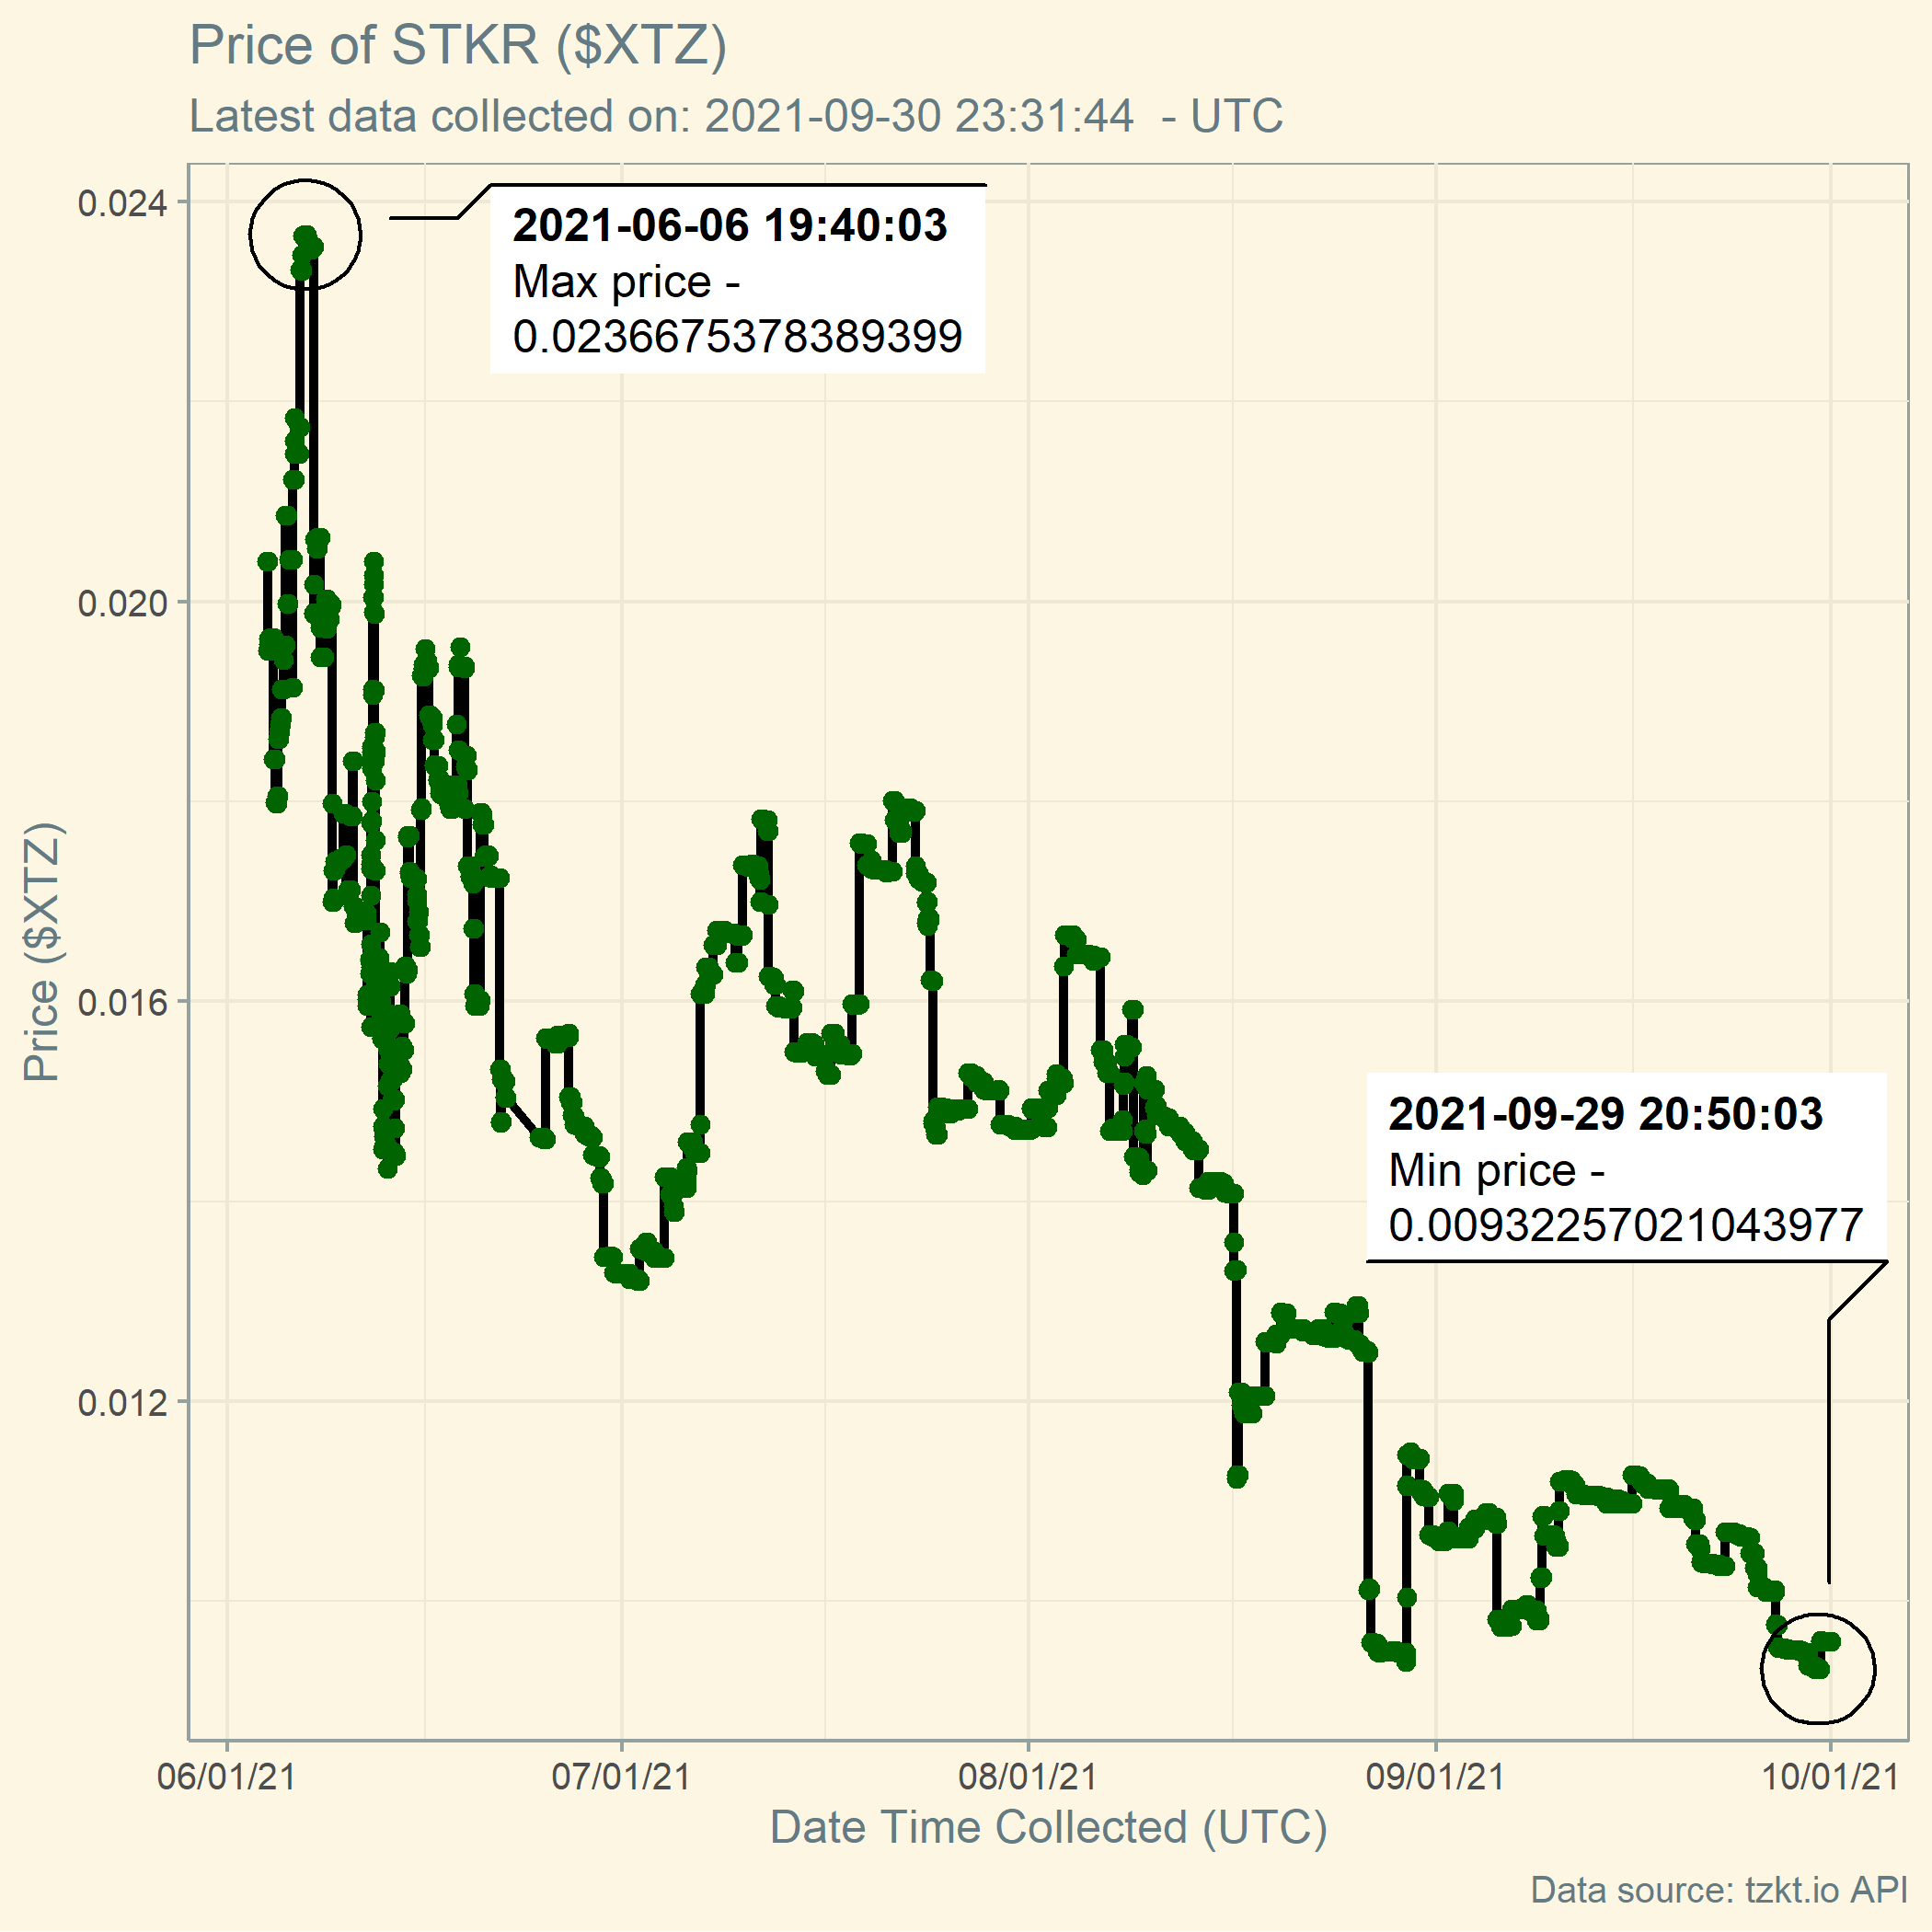 Price of STKR ($XTZ)
Latest data collected on: 2021-09-30 23:31:44  - UTC
0.024
0.020
0.016
0.012
Price ($XTZ)
2021-06-06 19:40:03
Max price -
0.0236675378389399
2021-09-29 20:50:03
Min price -
0.00932257021043977
06/01/21
07/01/21
08/01/21
09/01/21
10/01/21
Date Time Collected (UTC)
Data source: tzkt.io API